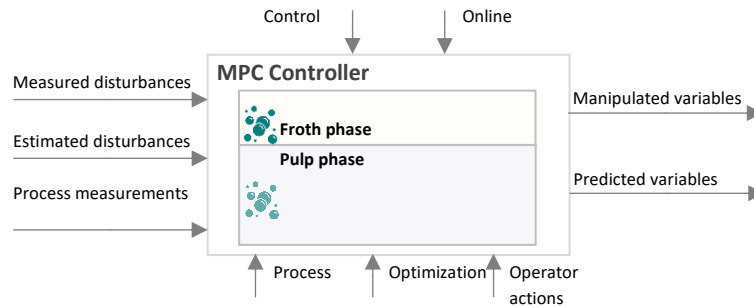 Control
Online
MPC Controller
Measured disturbances
Manipulated variables
Froth phase
Estimated disturbances
Pulp phase
Predicted variables
Process measurements
Process
Optimization
Operator
actions